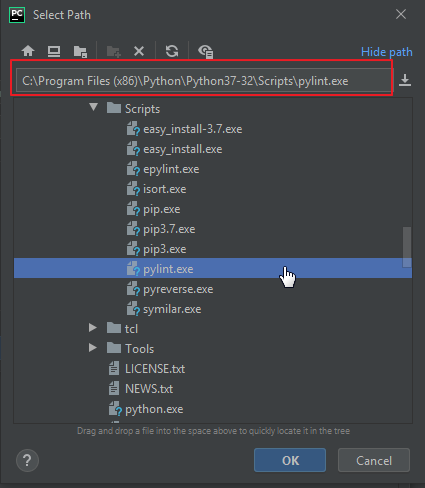 PC Select Path
Hide path
C:\Program Files (x86)\Python\Python37-32\Scripts\pylint.exe
Scripts
easy_install-3.7.exe
easy_install.exe
epylint.exe
isort.exe
pip.exe
pip3.7.exe
pip3.exe
pylint.exe
pyreverse.exe
symilar.exe
tcl
Tools
LICENSE.txt
NEWS.txt
python.exe
Drag and drop a file into the space above to quickly locate it in the tree
? OK Cancel